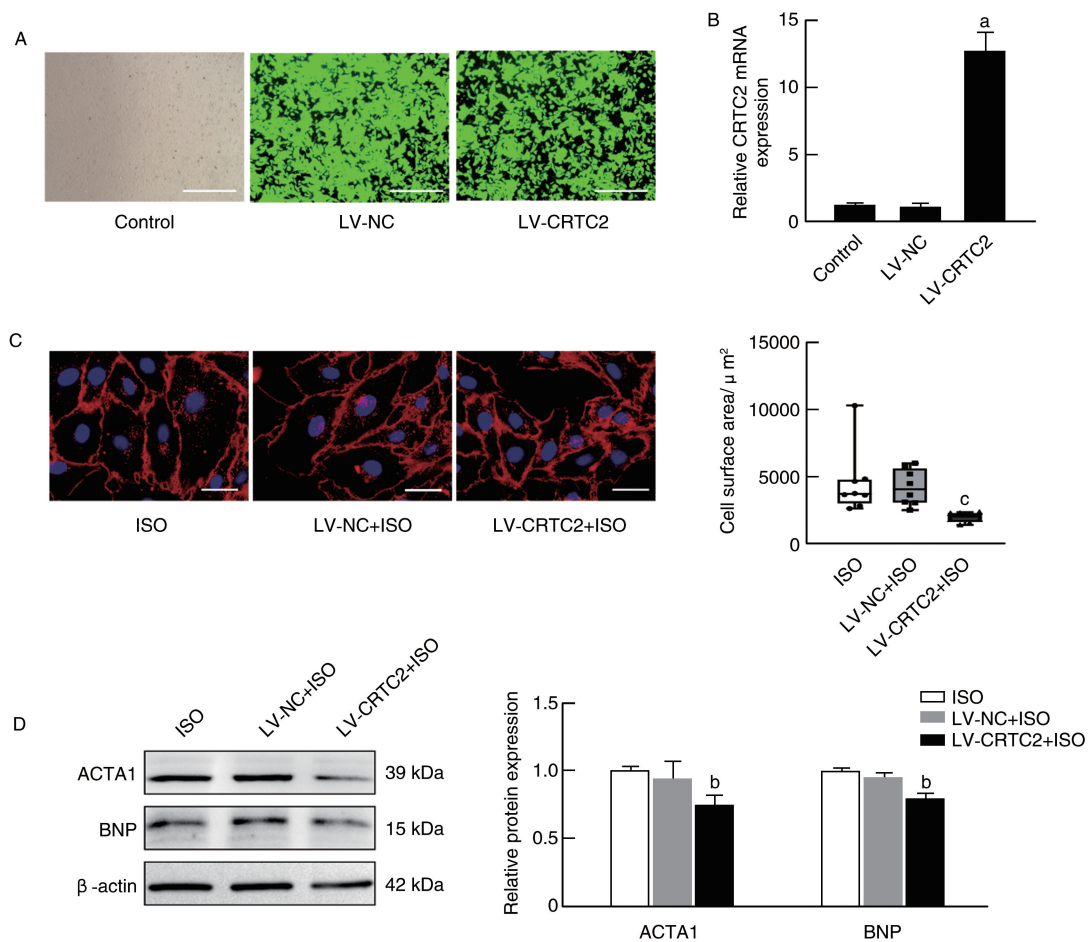 A
Control
LV-NC
LV-CRTC2
B
Relative CRTC2 mRNA
expression
15
10
5
0
a
Control
LV-NC
LV-CRTC2
C
ISO
LV-NC+ISO
LV-CRTC2+ISO
Cell surface area/ μ m²
15000
10000
5000
0
c
ISO
LV-NC+ISO
LV-CRTC2+ISO
D
ISO
LV-NC+ISO
LV-CRTC2+ISO
ACTA1
39 kDa
BNP
15 kDa
β -actin
42 kDa
Relative protein expression
1.5
1.0
0.5
0
ISO
LV-NC+ISO
LV-CRTC2+ISO
b
b
ACTA1
BNP